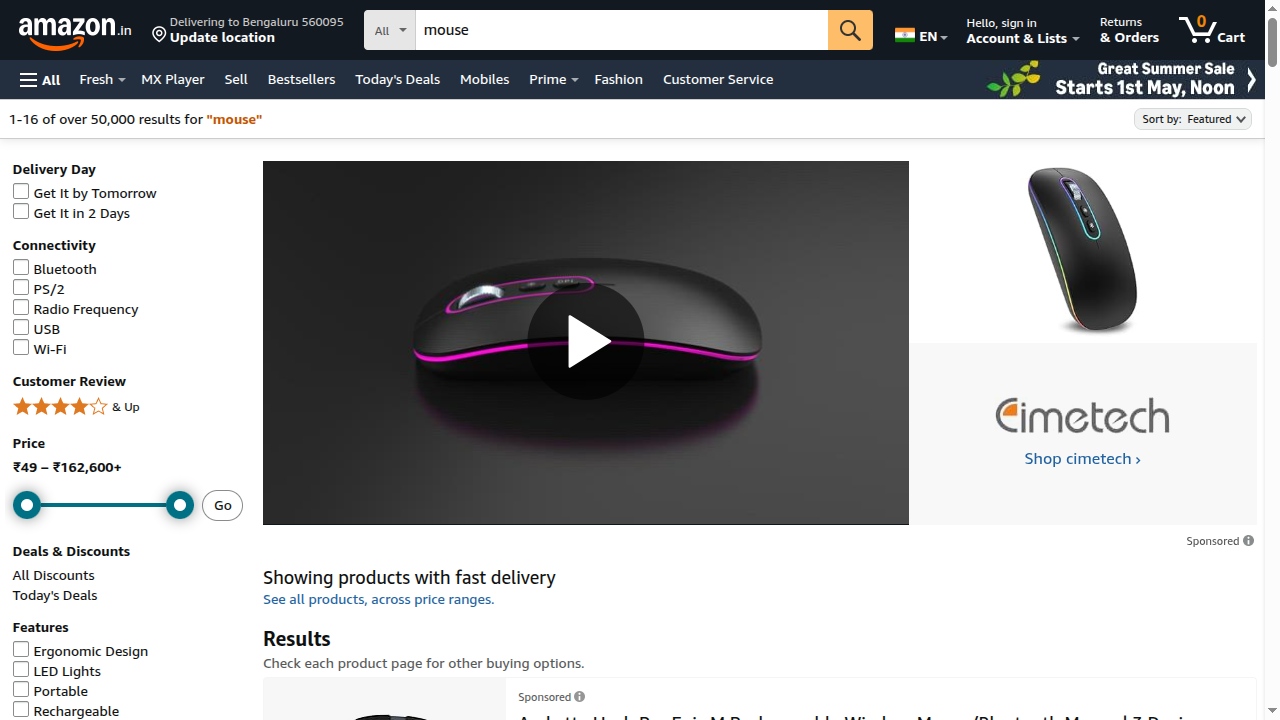 amazon.in
Delivering to Bengaluru 560095
Update location
All
mouse
EN
Hello, sign in
Account & Lists
Returns
& Orders
0
Cart
All
Fresh
MX Player
Sell
Bestsellers
Today's Deals
Mobiles
Prime
Fashion
Customer Service
Great Summer Sale
Starts 1st May, Noon
1-16 of over 50,000 results for "mouse"
Sort by: Featured
Delivery Day
Get It by Tomorrow
Get It in 2 Days
Connectivity
Bluetooth
PS/2
Radio Frequency
USB
Wi-Fi
Customer Review
& Up
Price
₹49 – ₹162,600+
Go
Deals & Discounts
All Discounts
Today's Deals
Features
Ergonomic Design
LED Lights
Portable
Rechargeable
cimetech
Shop cimetech ›
Sponsored
Showing products with fast delivery
See all products, across price ranges.
Results
Check each product page for other buying options.
Sponsored